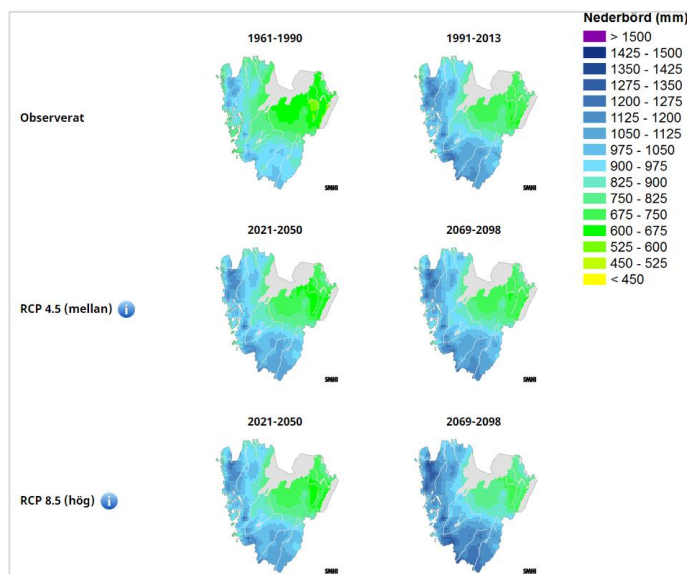 Nederbörd (mm)
> 1500
1425 - 1500
1350 - 1425
1275 - 1350
1200 - 1275
1125 - 1200
1050 - 1125
975 - 1050
900 - 975
825 - 900
750 - 825
675 - 750
600 - 675
525 - 600
450 - 525
< 450
1961-1990
1991-2013
Observerat
SMHI
SMHI
2021-2050
2069-2098
RCP 4.5 (mellan) i
SMHI
SMHI
2021-2050
2069-2098
RCP 8.5 (hög) i
SMHI
SMHI